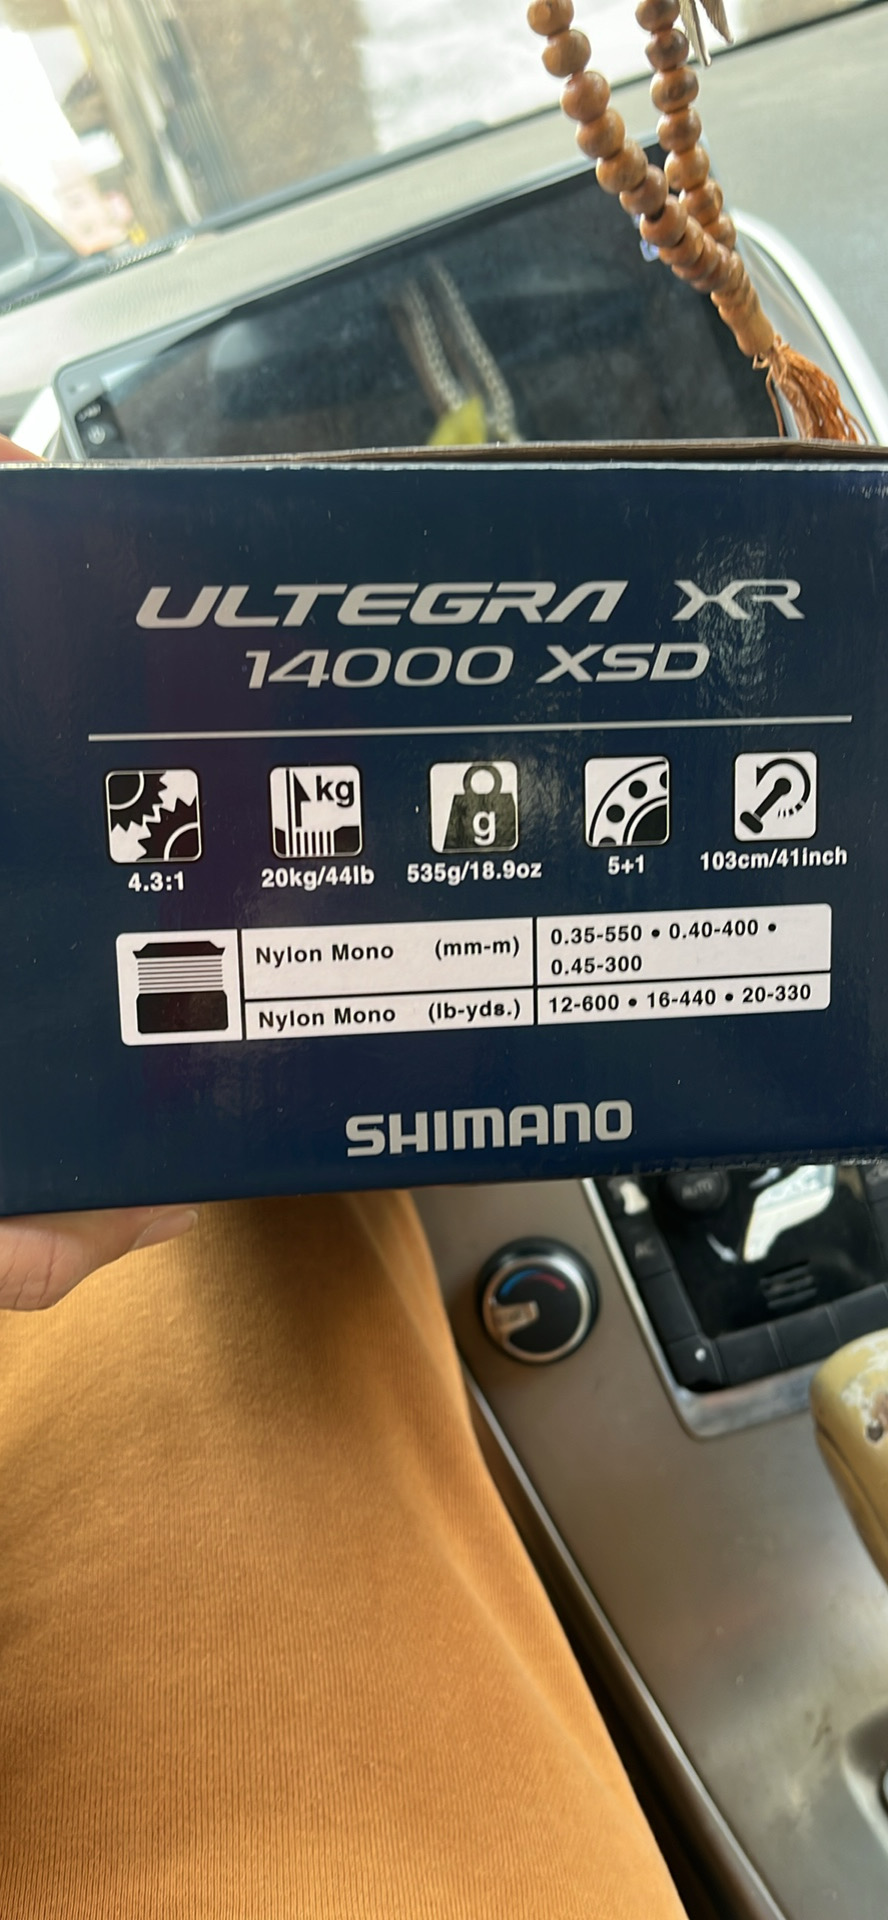 ULTEGRA XR
14000 XSD
kg
g
4.3:1
20kg/44lb
535g/18.9oz
5+1
103cm/41inch
Nylon Mono (mm-m)
0.35-550 • 0.40-400 •
0.45-300
Nylon Mono (lb-yds.)
12-600 • 16-440 • 20-330
SHIMANO
AUTO
AC